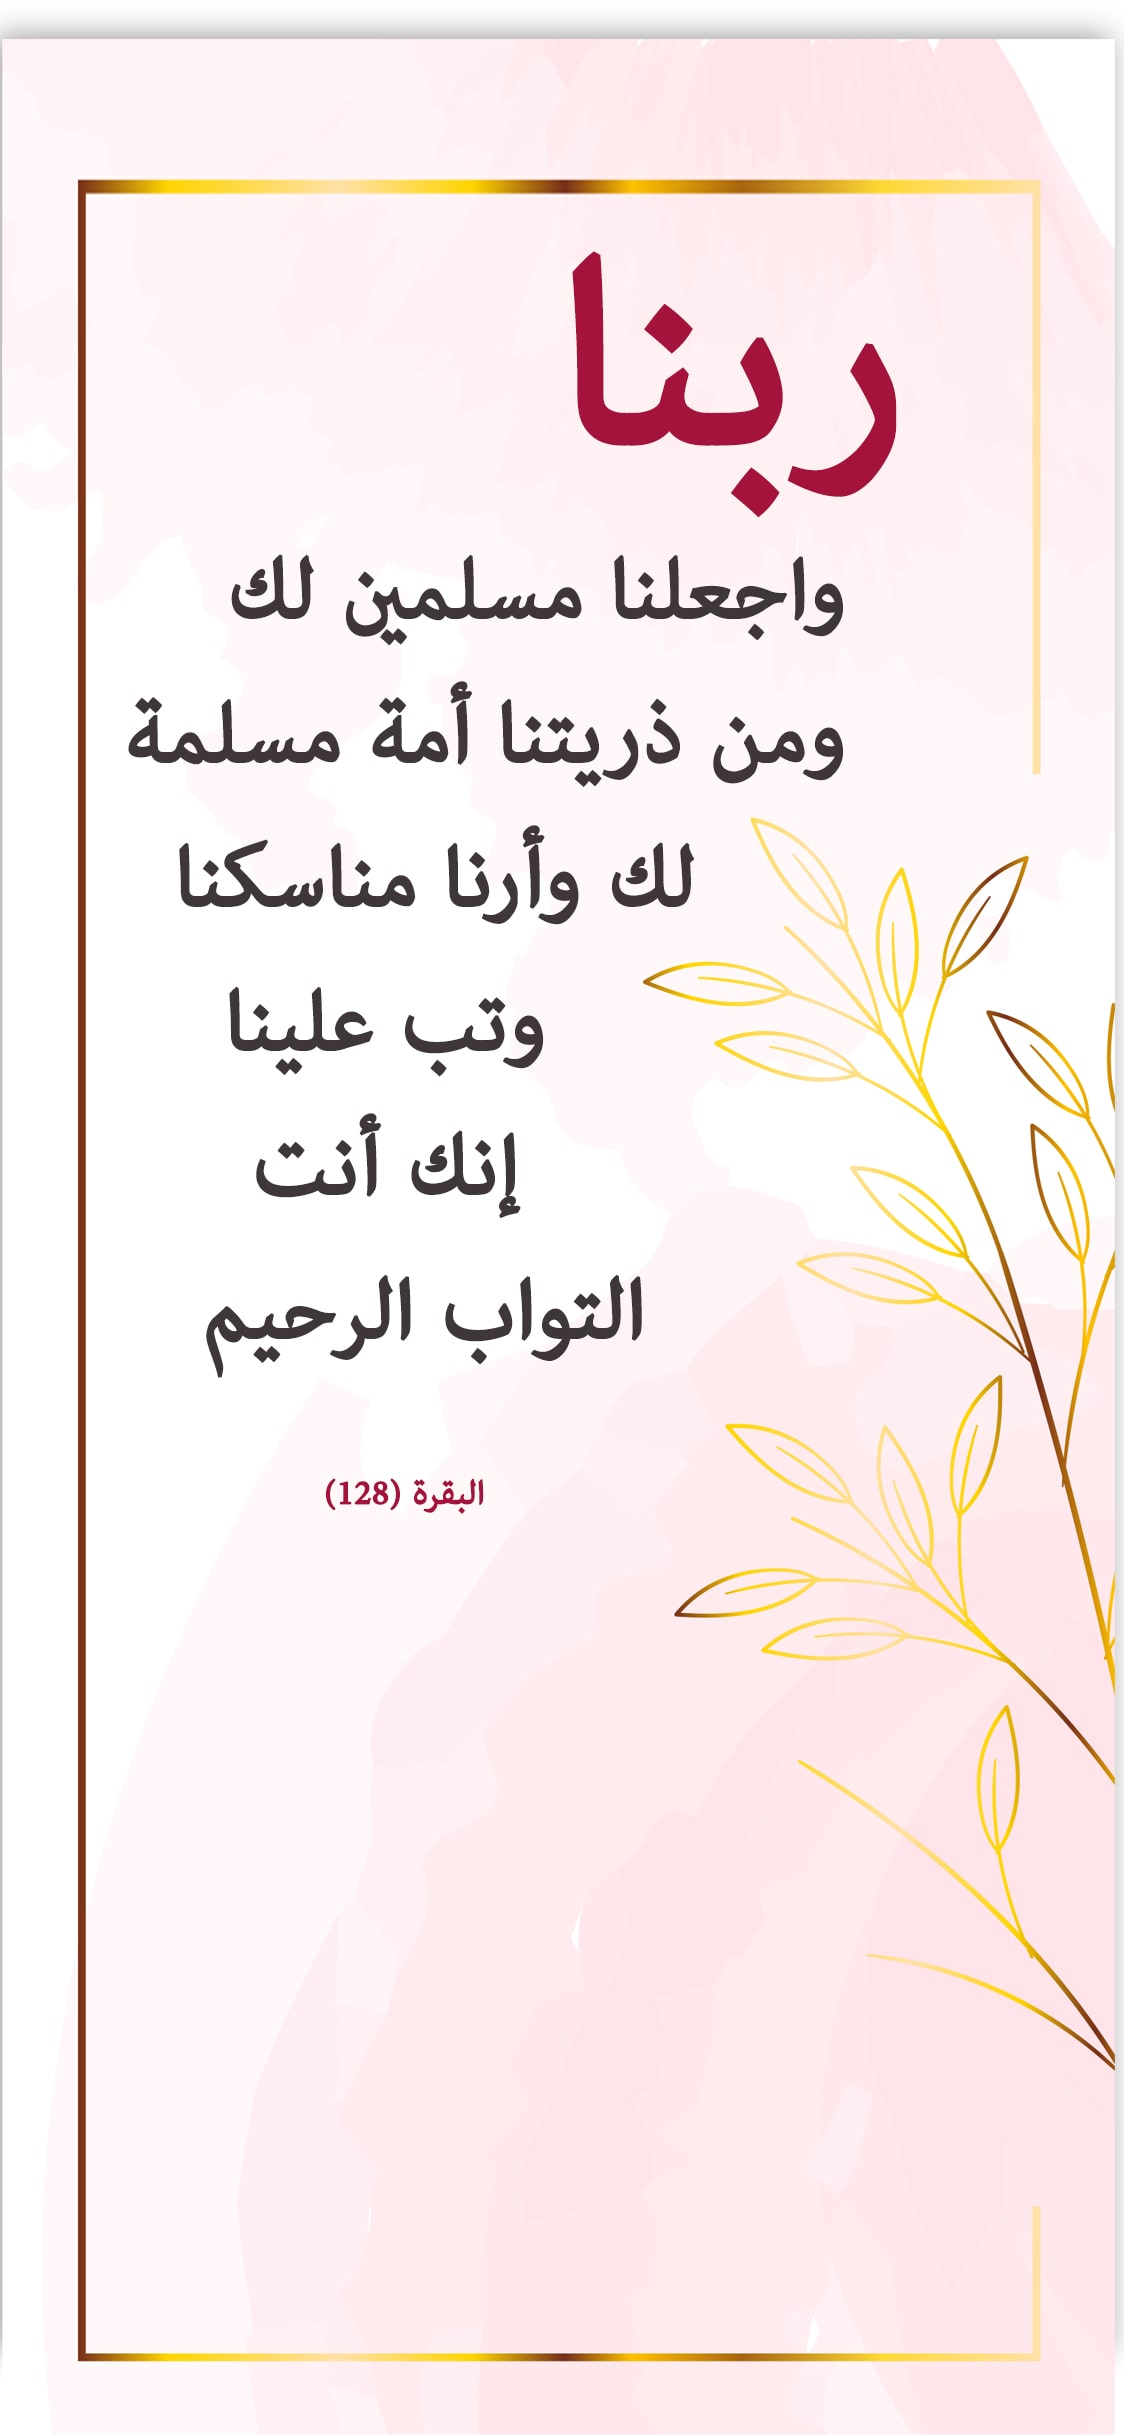 ربنا
واجعلنا مسلمين لك
ومن ذريتنا أمة مسلمة
لك وأرنا مناسكنا
وتب علينا
إنك أنت
التواب الرحيم
البقرة (128)